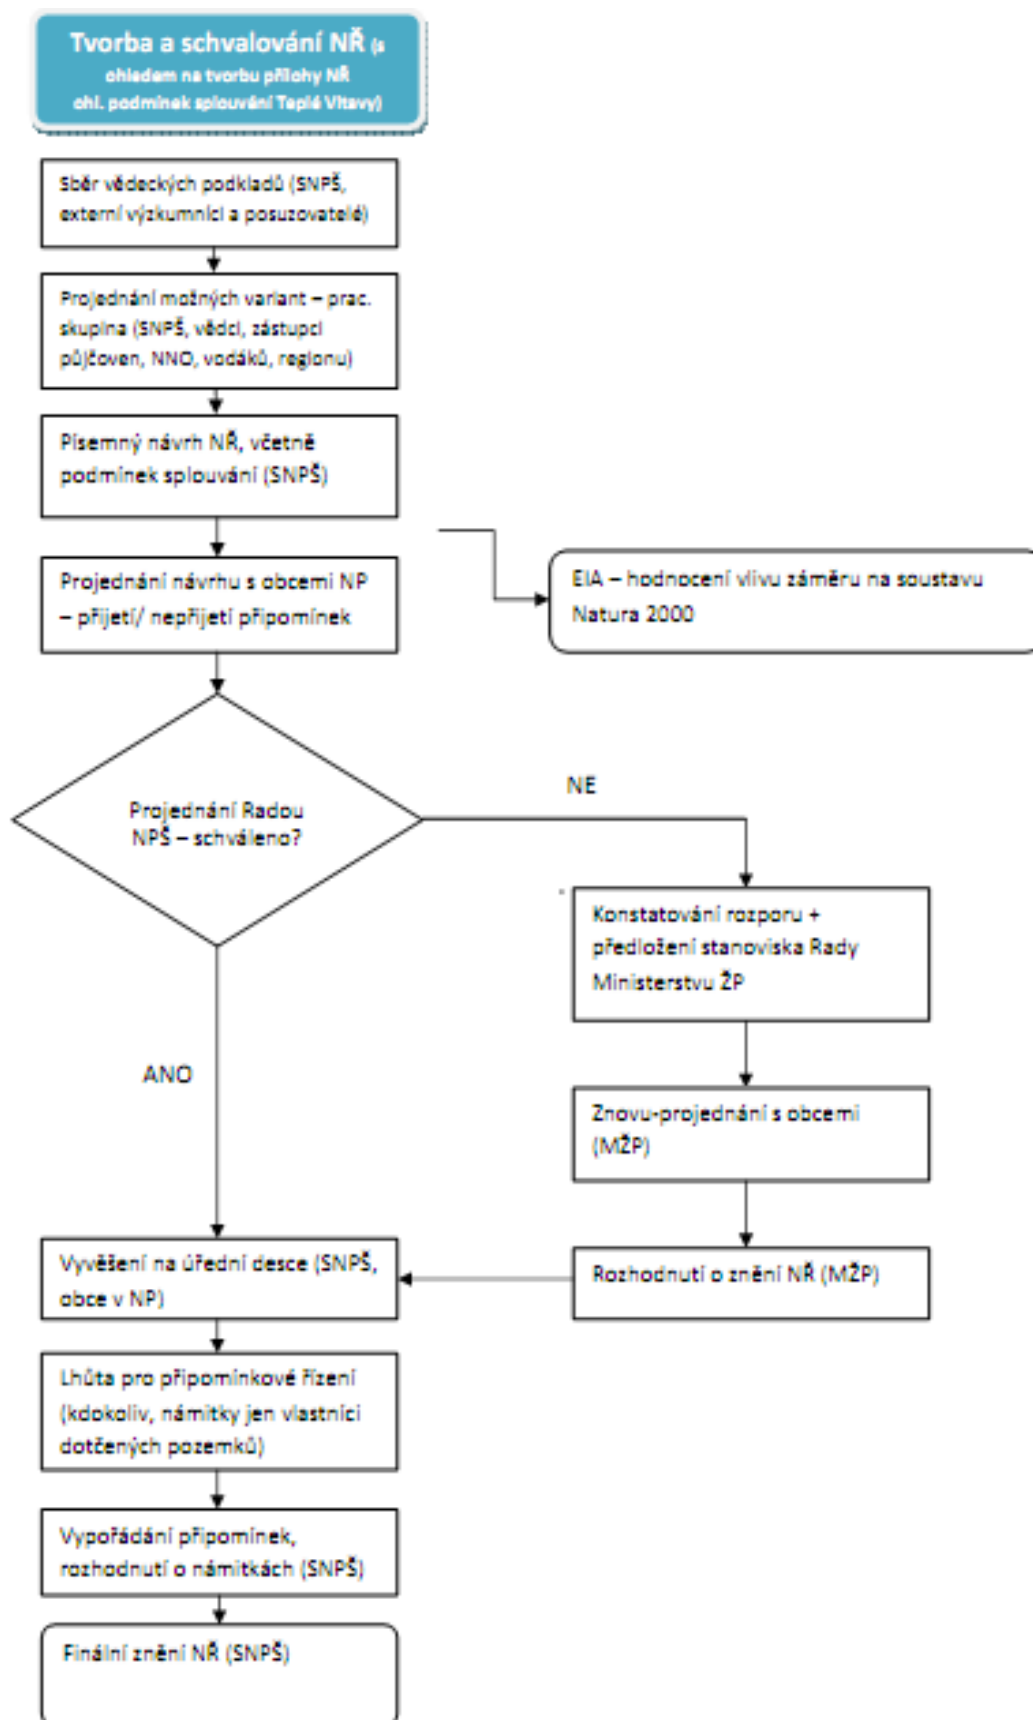 Tvorba a schvalování NŘ (s
ohledem na tvorbu přílohy NŘ
ohl. podmínek splouvání Teplé Vltavy)
Sběr vědeckých podkladů (SNPŠ,
externí výzkumníci a posuzovatelé)
Projednání možných variant – prac.
skupina (SNPŠ, vědci, zástupci
půjčoven, NNO, vodáků, regionu)
Písemný návrh NŘ, včetně
podmínek splouvání (SNPŠ)
Projednání návrhu s obcemi NP
– přijetí/ nepřijetí připomínek
EIA – hodnocení vlivu záměru na soustavu
Natura 2000
Projednání Radou
NPŠ – schváleno?
NE
Konstatování rozporu +
předložení stanoviska Rady
Ministerstvu ŽP
ANO
Znovu-projednání s obcemi
(MŽP)
Rozhodnutí o znění NŘ (MŽP)
Vyvěšení na úřední desce (SNPŠ,
obce v NP)
Lhůta pro připomínkové řízení
(kdokoliv, námitky jen vlastníci
dotčených pozemků)
Vypořádání připomínek,
rozhodnutí o námitkách (SNPŠ)
Finální znění NŘ (SNPŠ)